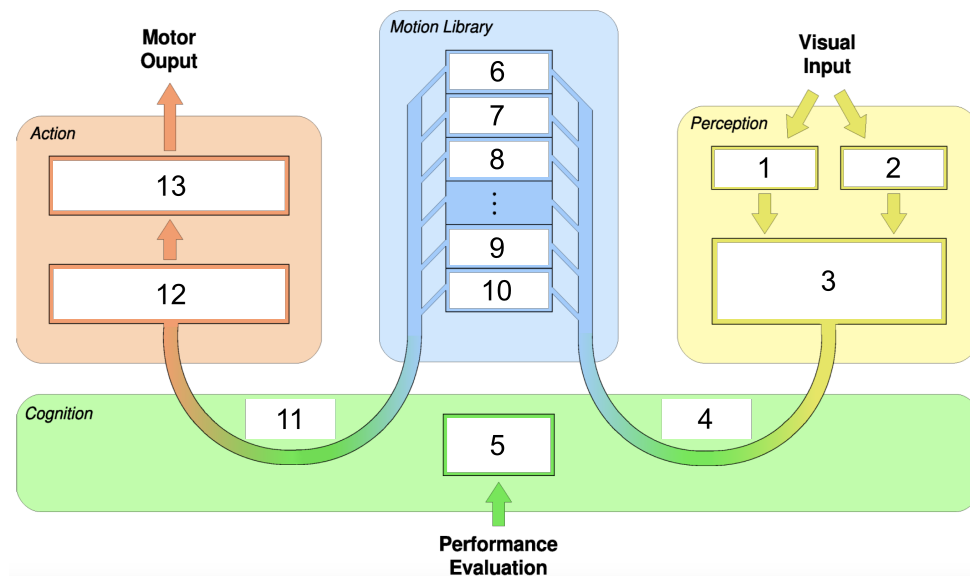 Motor
Ouput
Motion Library
Visual
Input
Action
Perception
13
12
6
7
8
⋮
9
10
1
2
3
Cognition
11
5
4
Performance
Evaluation